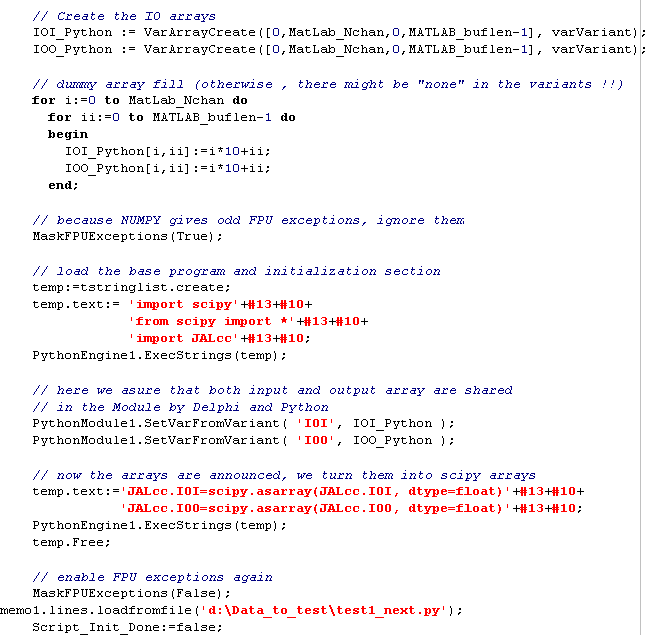 // Create the IO arrays
IOI_Python := VarArrayCreate([0,MatLab_Nchan,0,MATLAB_buflen-1], varVariant);
IOO_Python := VarArrayCreate([0,MatLab_Nchan,0,MATLAB_buflen-1], varVariant);
// dummy array fill (otherwise , there might be "none" in the variants !!)
for i:=0 to MatLab_Nchan do
for ii:=0 to MATLAB_buflen-1 do
begin
IOI_Python[i,ii]:=i*10+ii;
IOO_Python[i,ii]:=i*10+ii;
end;
// because NUMPY gives odd FPU exceptions, ignore them
MaskFPUExceptions(True);
// load the base program and initialization section
temp:=tstringlist.create;
temp.text:= 'import scipy'+#13+#10+
'from scipy import *'+#13+#10+
'import JALcc'+#13+#10;
PythonEngine1.ExecStrings(temp);
// here we asure that both input and output array are shared
// in the Module by Delphi and Python
PythonModule1.SetVarFromVariant( 'IOI', IOI_Python );
PythonModule1.SetVarFromVariant( 'IOO', IOO_Python );
// now the arrays are announced, we turn them into scipy arrays
temp.text:='JALcc.IOI=scipy.asarray(JALcc.IOI, dtype=float)'+#13+#10+
'JALcc.IOO=scipy.asarray(JALcc.IOO, dtype=float)'+#13+#10;
PythonEngine1.ExecStrings(temp);
temp.Free;
// enable FPU exceptions again
MaskFPUExceptions(False);
memo1.lines.loadfromfile('d:\Data_to_test\test1_next.py');
Script_Init_Done:=false;